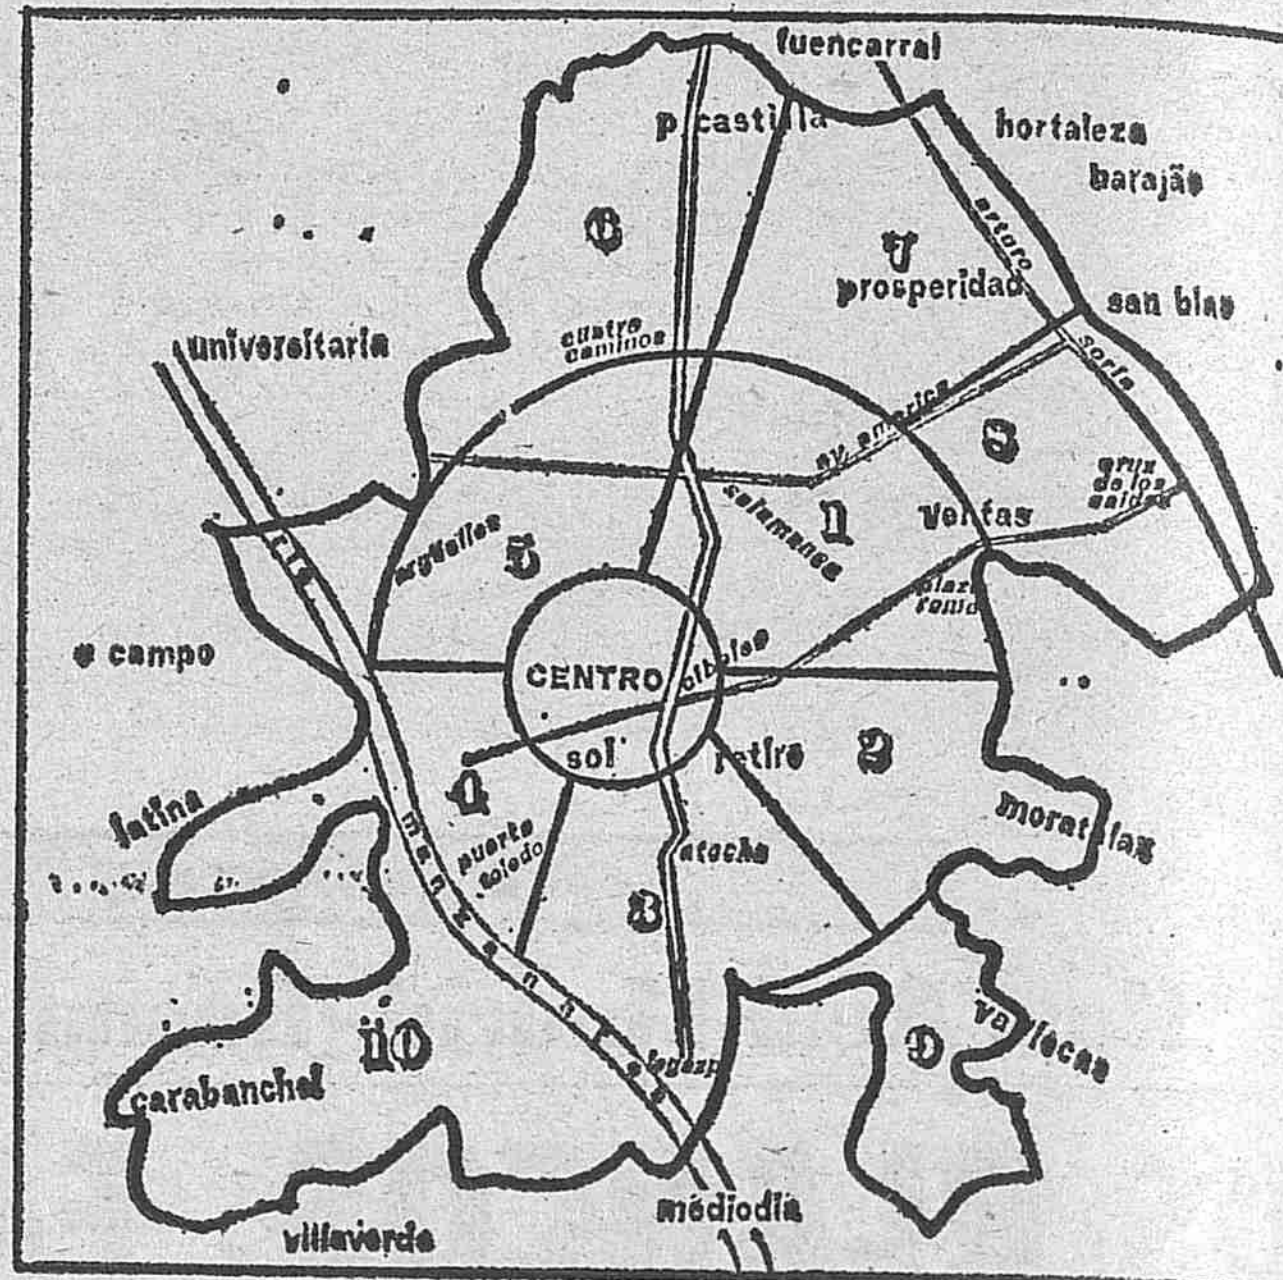 fuencarral
p. castilla
hortaleza
barajas
6
7
arturo
prosperidad
san blas
universitaria
cuatro
caminos
soria
av america
8
cruz
de los
caidos
salamanca
1
Ventas
arguelles
5
rio
c campo
CENTRO
cibeles
sol
retiro
2
4
latina
moratalaz
puerta
toledo
manzanares
atocha
3
vallecas
10
9
legazpi
carabanchel
mediodia
villaverde